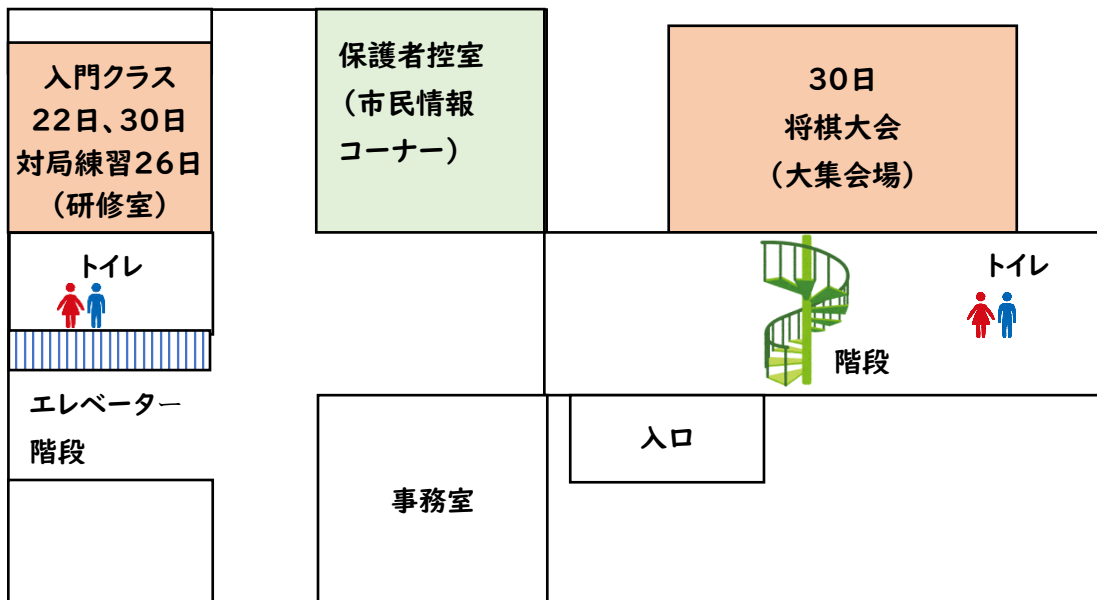 入門クラス
22日、30日
対局練習26日
(研修室)
保護者控室
(市民情報
コーナー)
30日
将棋大会
(大集会場)
トイレ
階段
トイレ
エレベーター
階段
事務室
入口